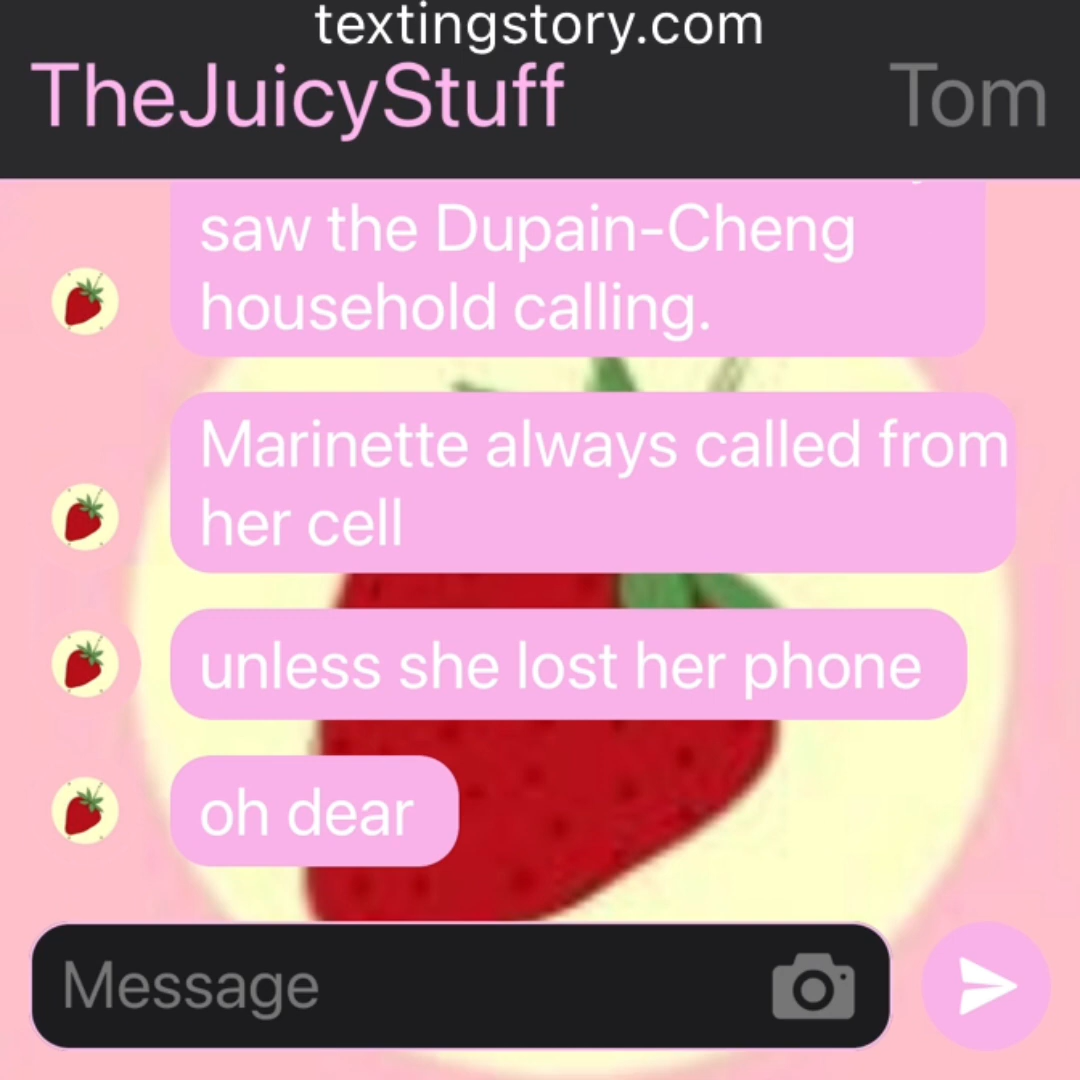 textingstory.com
TheJuicyStuff
Tom
saw the Dupain-Cheng
household calling.
Marinette always called from
her cell
unless she lost her phone
oh dear
Message